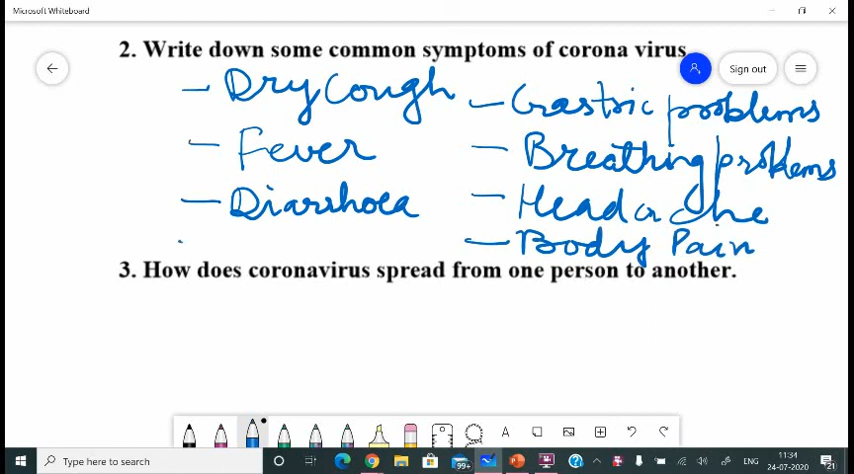 Microsoft Whiteboard
2. Write down some common symptoms of corona virus
Sign out
- Dry Cough
- Fever
- Diarrhoea
- Gastric problems
- Breathing problems
- Headache
- Body Pain
3. How does coronavirus spread from one person to another.
Type here to search
99+
ENG
11:34
24-07-2020
21